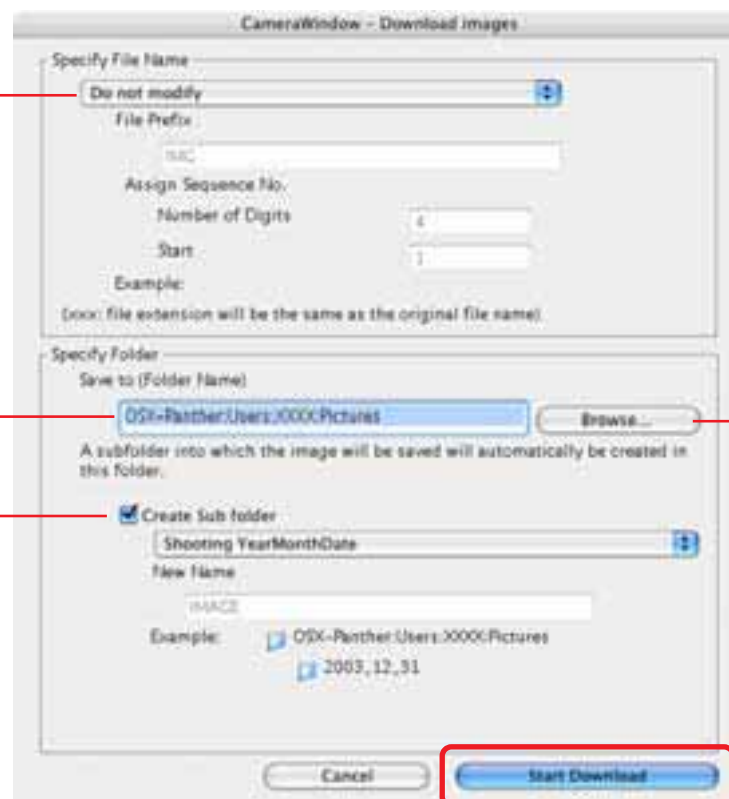 CameraWindow - Download images
Specify File Name
Do not modify
File Prefix
IMG
Assign Sequence No.
Number of Digits
4
Start
1
Example:
(xxx: file extension will be the same as the original file name)
Specify Folder
Save to (Folder Name)
OSX-Panther:Users:XXXX:Pictures
Browse...
A subfolder into which the image will be saved will automatically be created in
this folder.
Create Sub folder
Shooting YearMonthDate
New Name
IMAGE
Example:
OSX-Panther:Users:XXXX:Pictures
2003_12_31
Cancel
Start Download